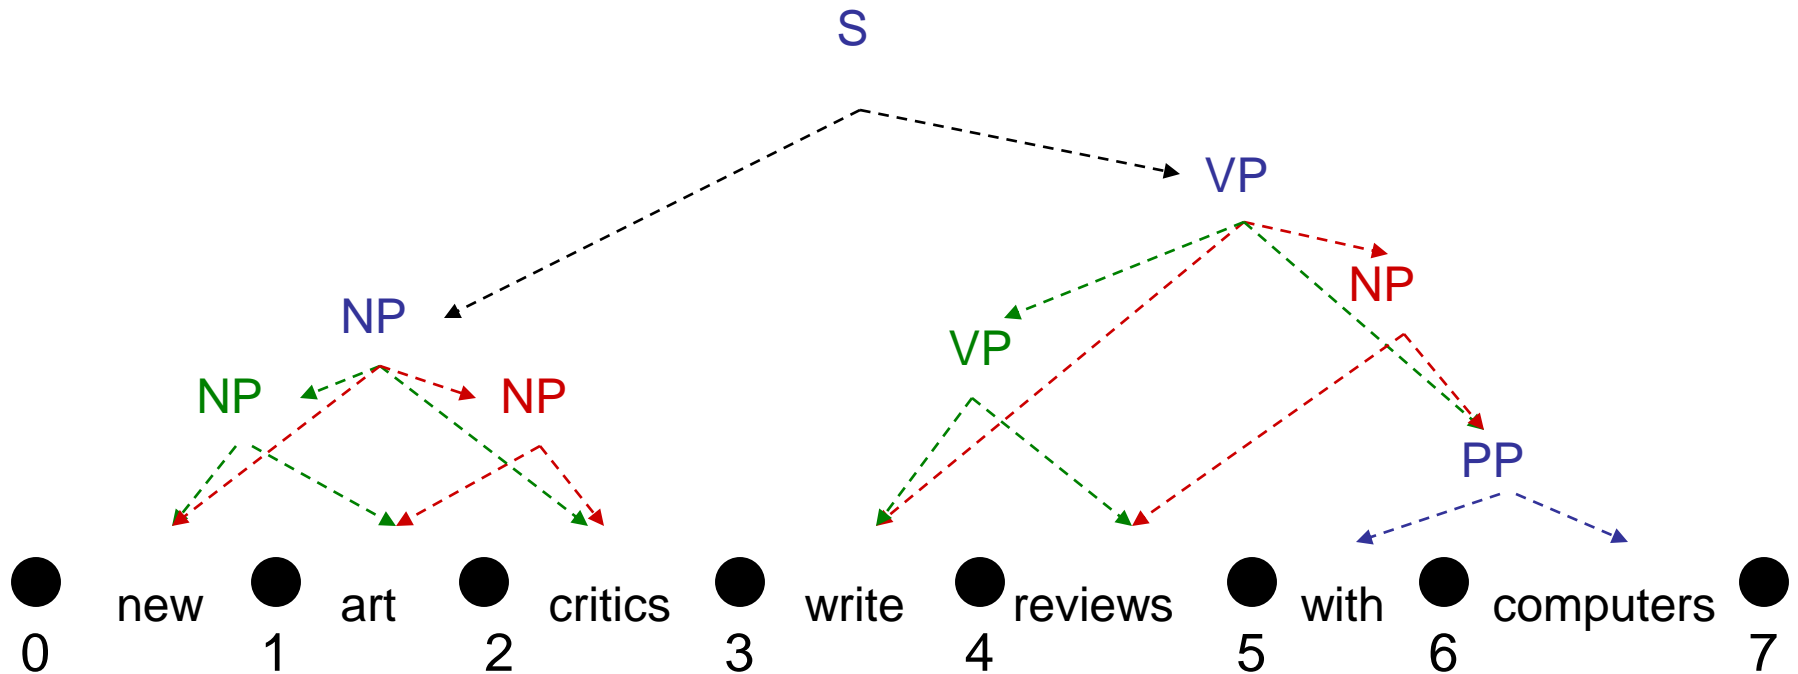 S
VP
NP
NP
VP
NP NP
PP
new art critics write reviews with computers
0 1 2 3 4 5 6 7